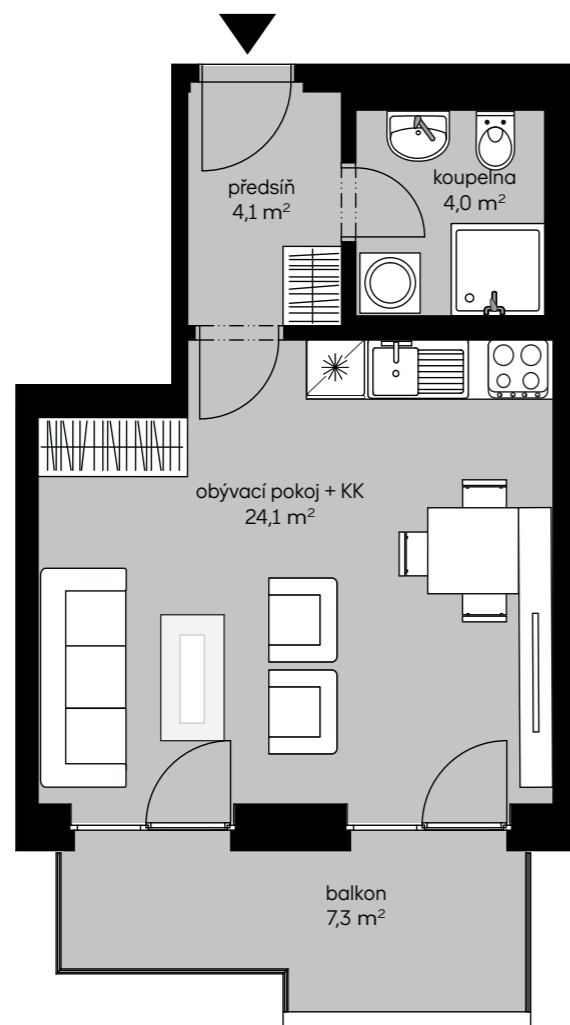 předsíň
4,1 m²
koupelna
4,0 m²
obývací pokoj + KK
24,1 m²
balkon
7,3 m²